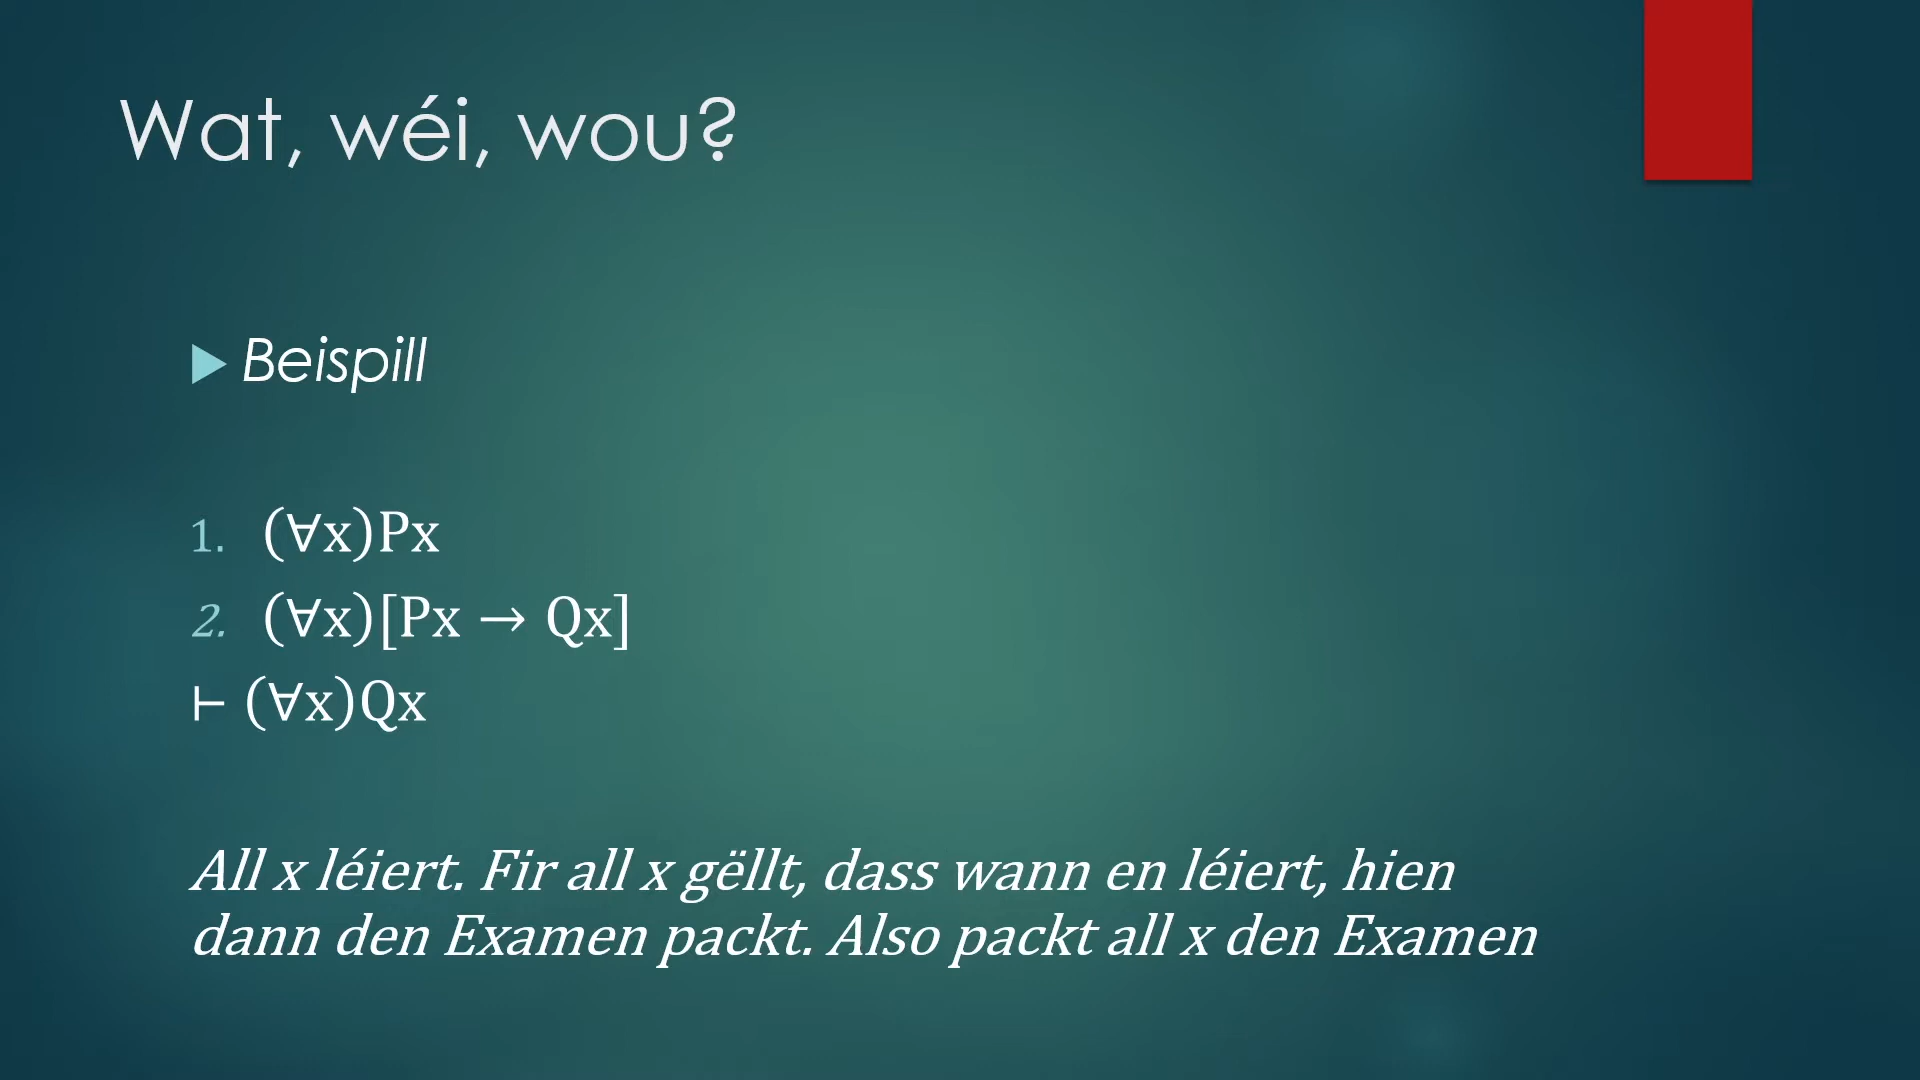 Wat, wéi, wou?
Beispill
1. (∀x)Px
2. (∀x)[Px → Qx]
⊢ (∀x)Qx
All x léiert. Fir all x gëllt, dass wann en léiert, hien
dann den Examen packt. Also packt all x den Examen